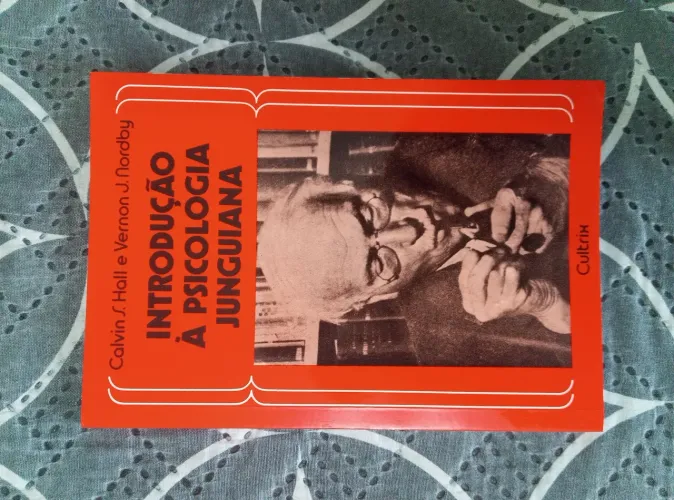 Calvin S. Hall e Vernon J. Nordby
INTRODUÇÃO
À PSICOLOGIA
JUNGUIANA
Cultrix